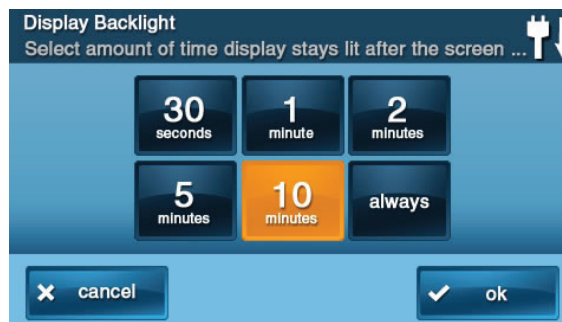 Display Backlight
Select amount of time display stays lit after the screen ...
30
seconds
1
minute
2
minutes
5
minutes
10
minutes
always
cancel
ok